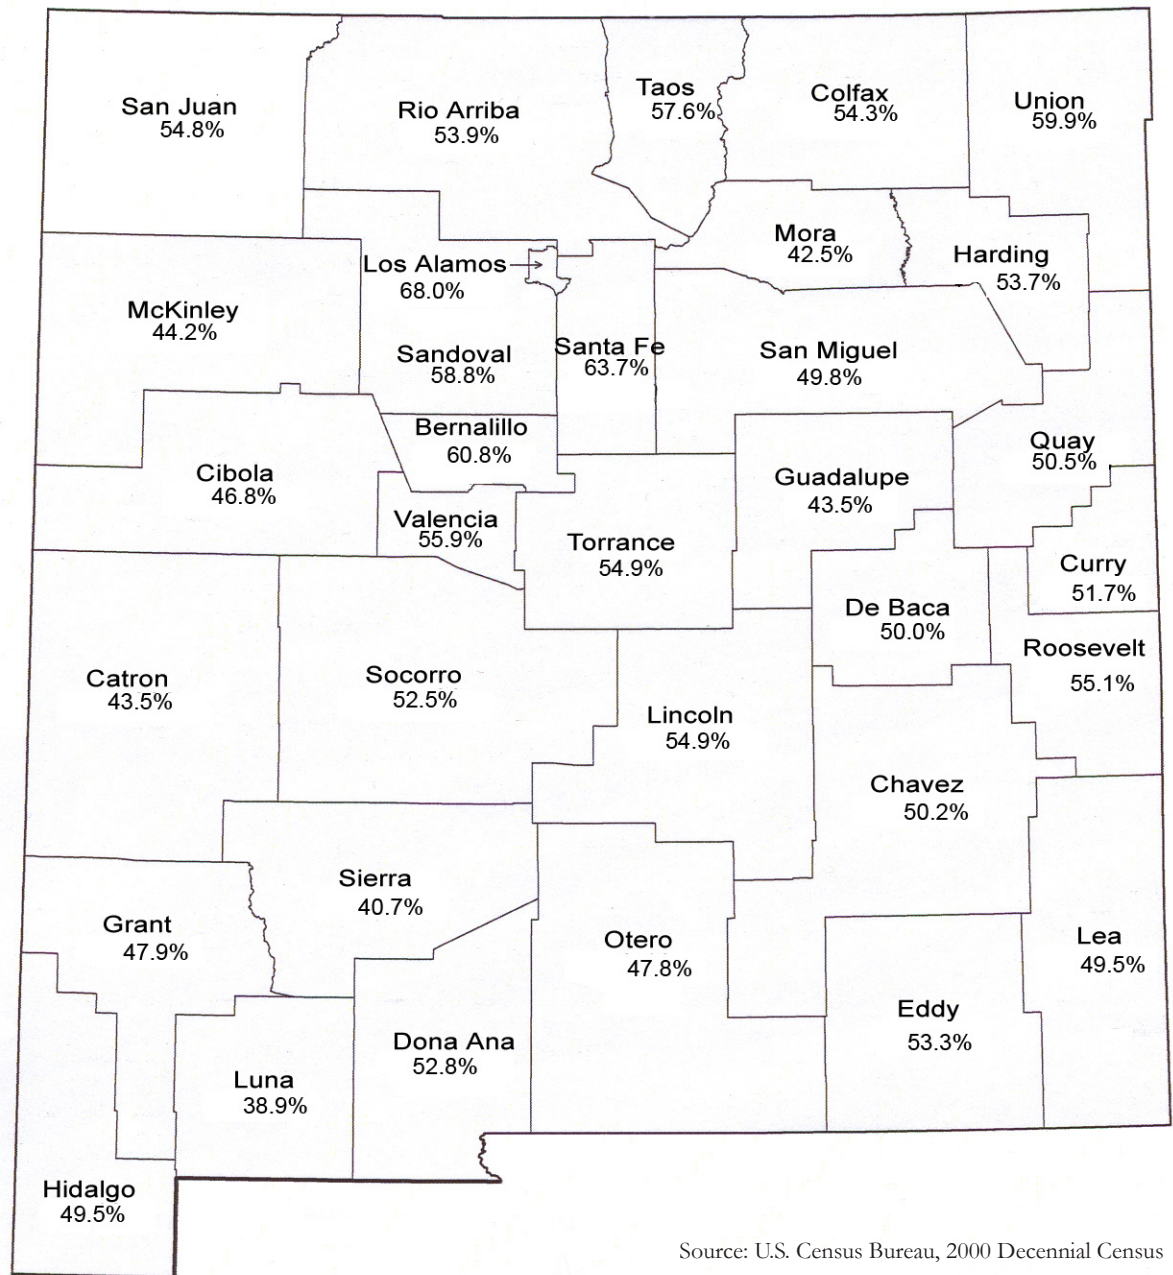 San Juan
54.8%
Rio Arriba
53.9%
Taos
57.6%
Colfax
54.3%
Union
59.9%
Mora
42.5%
Harding
53.7%
Los Alamos
68.0%
McKinley
44.2%
Sandoval
58.8%
Santa Fe
63.7%
San Miguel
49.8%
Bernalillo
60.8%
Quay
50.5%
Cibola
46.8%
Guadalupe
43.5%
Valencia
55.9%
Torrance
54.9%
Curry
51.7%
De Baca
50.0%
Roosevelt
55.1%
Catron
43.5%
Socorro
52.5%
Lincoln
54.9%
Chavez
50.2%
Sierra
40.7%
Grant
47.9%
Otero
47.8%
Lea
49.5%
Eddy
53.3%
Dona Ana
52.8%
Luna
38.9%
Hidalgo
49.5%
Source: U.S. Census Bureau, 2000 Decennial Census